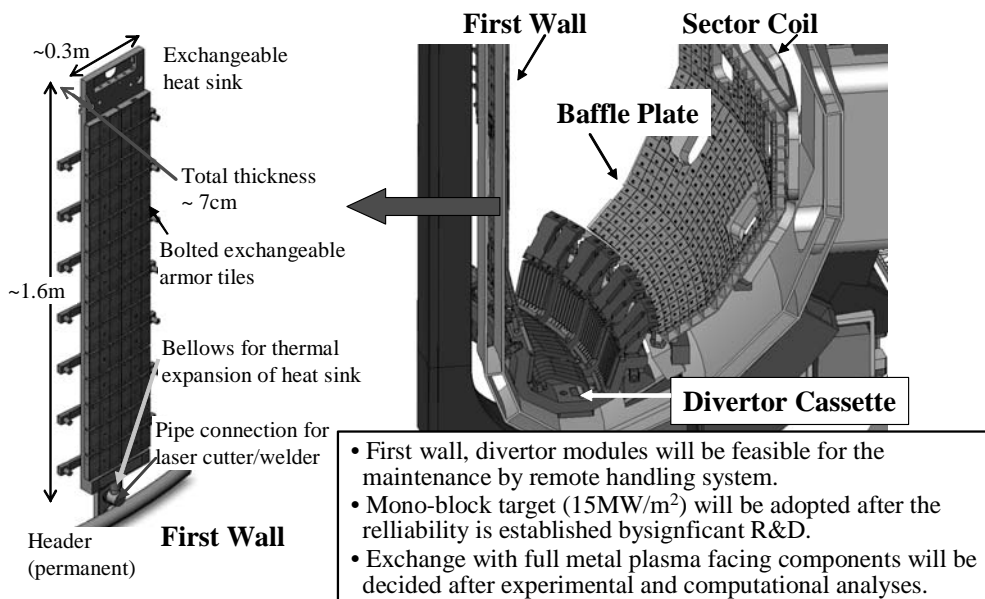 ~0.3m
Exchangeable
heat sink
Total thickness
~ 7cm
Bolted exchangeable
armor tiles
~1.6m
Bellows for thermal
expansion of heat sink
Pipe connection for
laser cutter/welder
Header
(permanent)
First Wall
First Wall
Sector Coil
Baffle Plate
Divertor Cassette
• First wall, divertor modules will be feasible for the
maintenance by remote handling system.
• Mono-block target (15MW/m²) will be adopted after the
relliability is established bysignficant R&D.
• Exchange with full metal plasma facing components will be
decided after experimental and computational analyses.